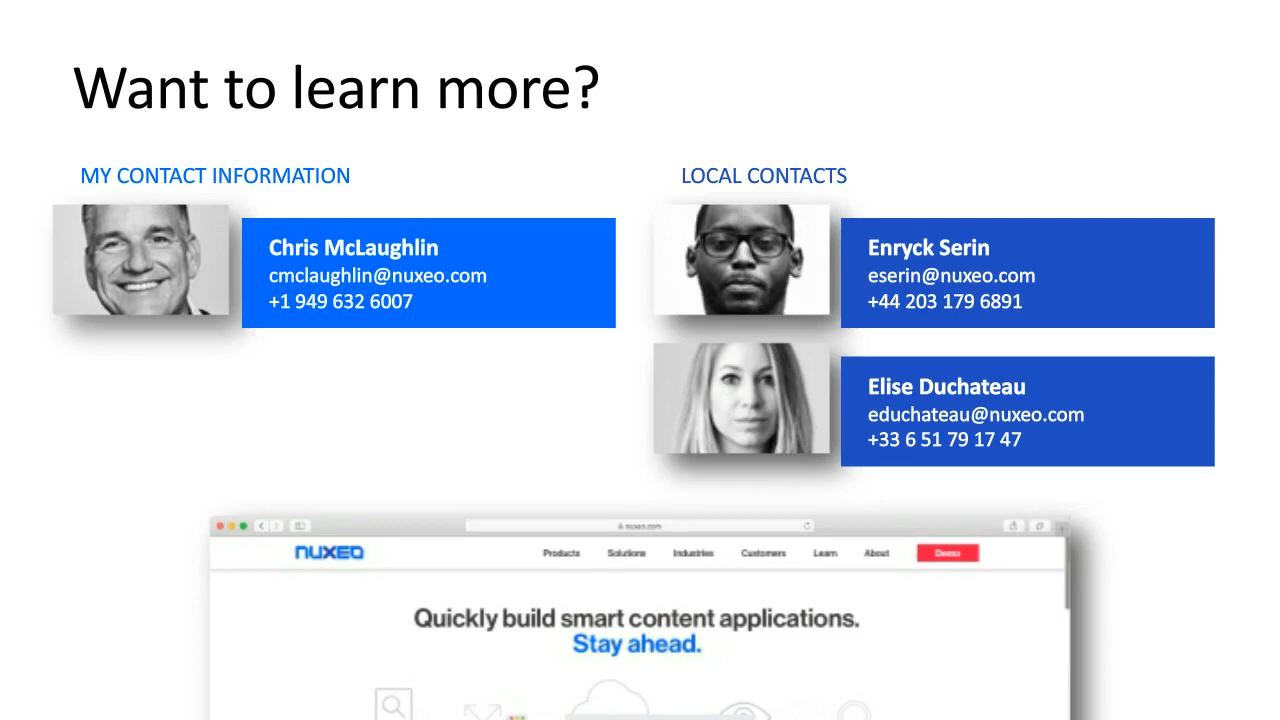 Want to learn more?
MY CONTACT INFORMATION
Chris McLaughlin
cmclaughlin@nuxeo.com
+1 949 632 6007
LOCAL CONTACTS
Enryck Serin
eserin@nuxeo.com
+44 203 179 6891
Elise Duchateau
educhateau@nuxeo.com
+33 6 51 79 17 47
nuxeo.com
nuxeo Products Solutions Industries Customers Learn About Demo
Quickly build smart content applications.
Stay ahead.